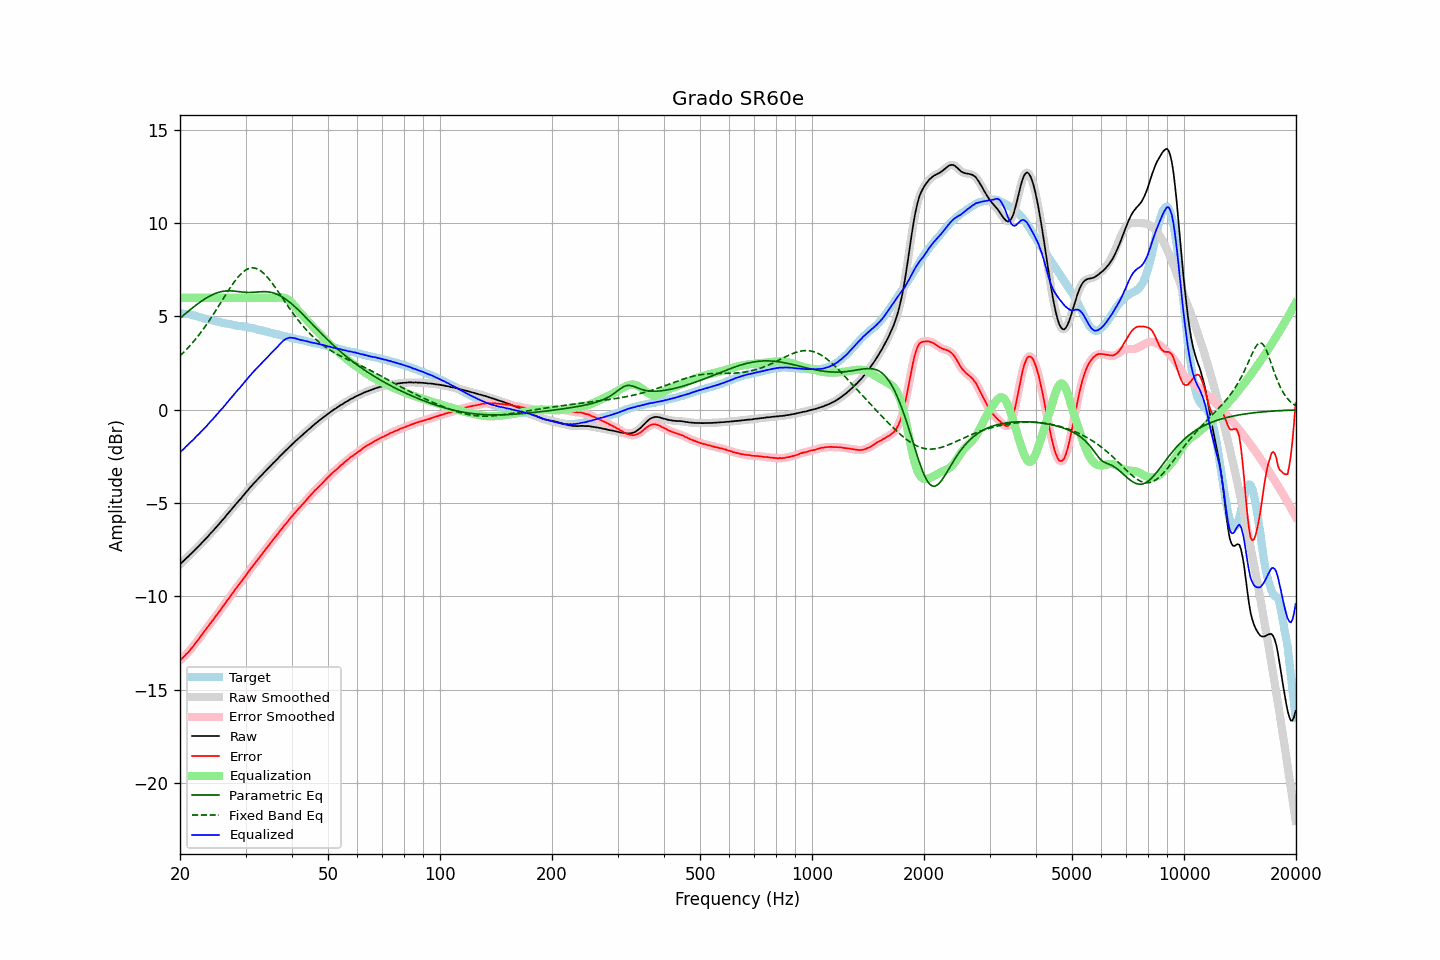 Grado SR60e
15
10
5
0
−5
−10
−15
−20
Amplitude (dBr)
Target
Raw Smoothed
Error Smoothed
Raw
Error
Equalization
Parametric Eq
Fixed Band Eq
Equalized
20 50 100 200 500 1000 2000 5000 10000 20000
Frequency (Hz)